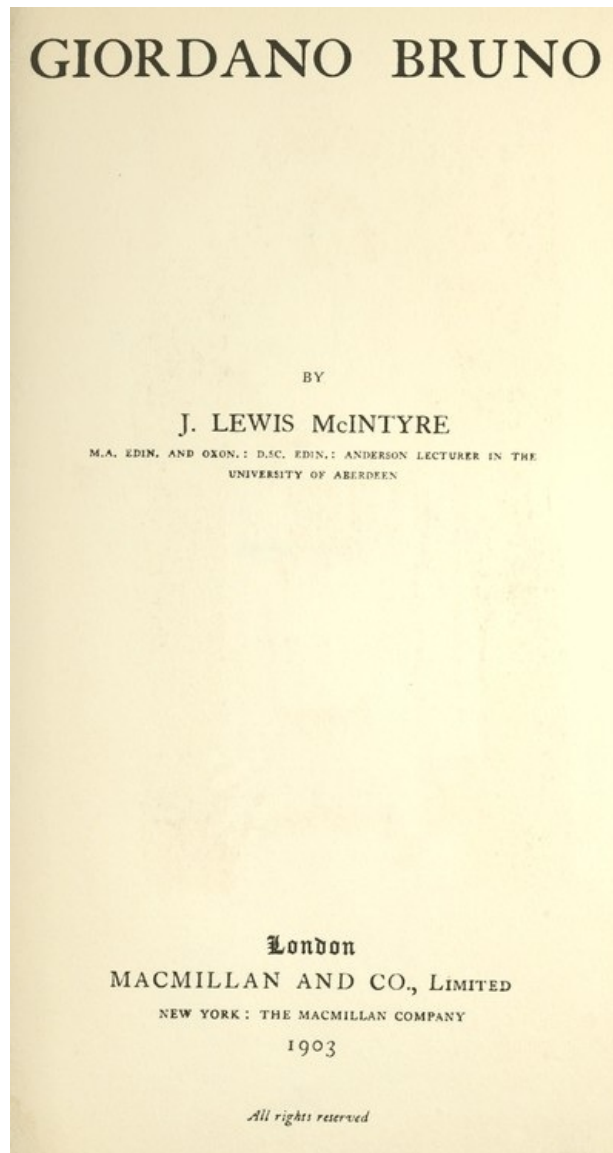 GIORDANO BRUNO
BY
J. LEWIS McINTYRE
M.A. EDIN. AND OXON.: D.SC. EDIN.: ANDERSON LECTURER IN THE
UNIVERSITY OF ABERDEEN
London
MACMILLAN AND CO., LIMITED
NEW YORK: THE MACMILLAN COMPANY
1903
All rights reserved